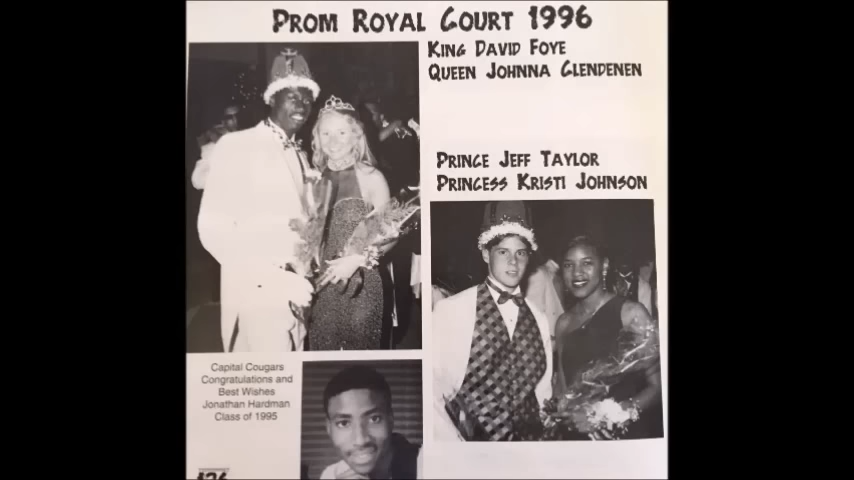 PROM ROYAL COURT 1996
KING DAVID FOYE
QUEEN JOHNNA CLENDENEN
PRINCE JEFF TAYLOR
PRINCESS KRISTI JOHNSON
Capital Cougars
Congratulations and
Best Wishes
Jonathan Hardman
Class of 1995
126